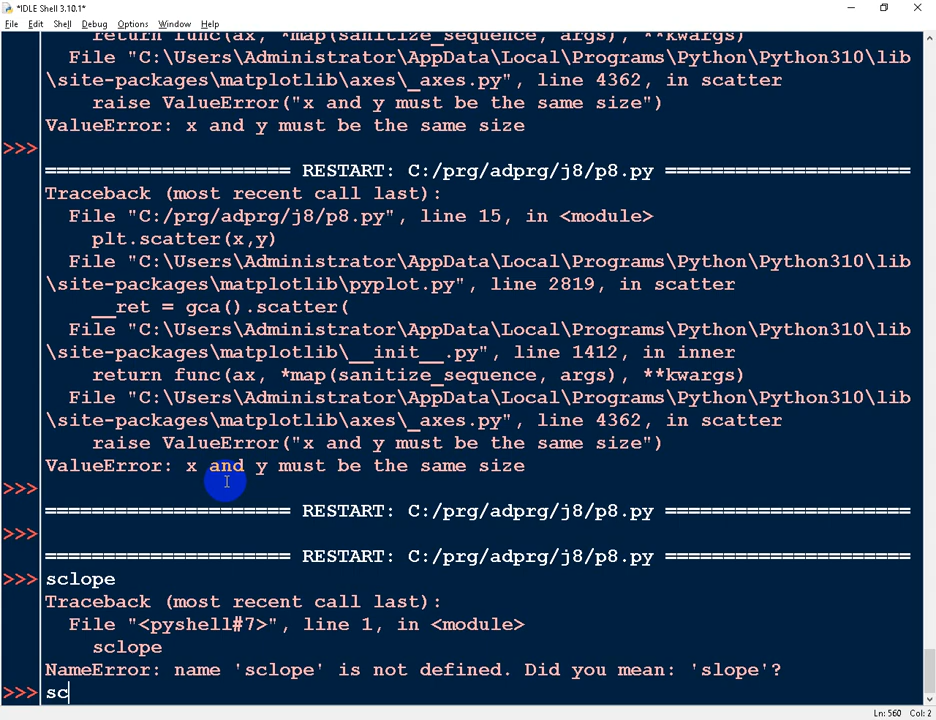 *IDLE Shell 3.10.1*
File Edit Shell Debug Options Window Help
return func(ax, *map(sanitize_sequence, args), **kwargs)
File "C:\Users\Administrator\AppData\Local\Programs\Python\Python310\lib
\site-packages\matplotlib\axes\_axes.py", line 4362, in scatter
raise ValueError("x and y must be the same size")
ValueError: x and y must be the same size
>>>
===================== RESTART: C:/prg/adprg/j8/p8.py =====================
Traceback (most recent call last):
File "C:/prg/adprg/j8/p8.py", line 15, in <module>
plt.scatter(x,y)
File "C:\Users\Administrator\AppData\Local\Programs\Python\Python310\lib
\site-packages\matplotlib\pyplot.py", line 2819, in scatter
__ret = gca().scatter(
File "C:\Users\Administrator\AppData\Local\Programs\Python\Python310\lib
\site-packages\matplotlib\__init__.py", line 1412, in inner
return func(ax, *map(sanitize_sequence, args), **kwargs)
File "C:\Users\Administrator\AppData\Local\Programs\Python\Python310\lib
\site-packages\matplotlib\axes\_axes.py", line 4362, in scatter
raise ValueError("x and y must be the same size")
ValueError: x and y must be the same size
>>>
===================== RESTART: C:/prg/adprg/j8/p8.py =====================
>>>
===================== RESTART: C:/prg/adprg/j8/p8.py =====================
>>> sclope
Traceback (most recent call last):
File "<pyshell#7>", line 1, in <module>
sclope
NameError: name 'sclope' is not defined. Did you mean: 'slope'?
>>> sc
Ln: 560 Col: 2